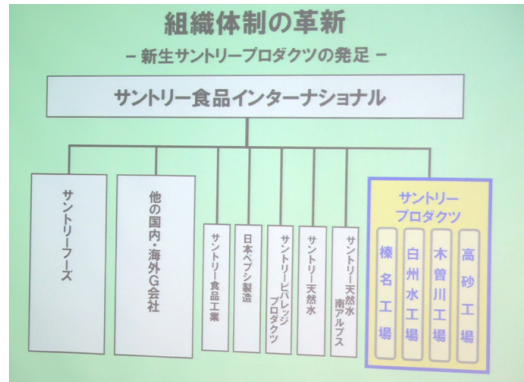 組織体制の革新
－新生サントリープロダクツの発足－
サントリー食品インターナショナル
サントリーフーズ
他の国内・海外G会社
サントリー食品工業
日本ペプシ製造
サントリービバレッジ
プロダクツ
サントリー天然水
サントリー天然水
南アルプス
サントリー
プロダクツ
榛名工場
白州水工場
木曽川工場
高砂工場